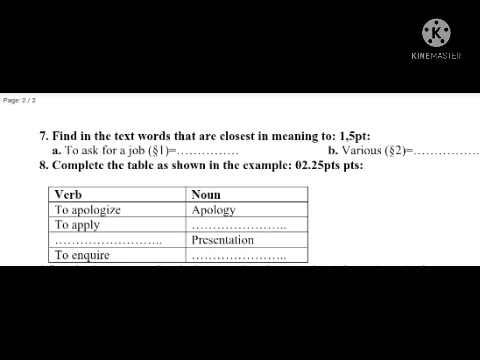 KINEMASTER
Page: 2 / 2
7. Find in the text words that are closest in meaning to: 1,5pt:
a. To ask for a job (§1)=…………… b. Various (§2)=…………….
8. Complete the table as shown in the example: 02.25pts pts:
Verb Noun
To apologize Apology
To apply …………………..
…………………….. Presentation
To enquire …………………..